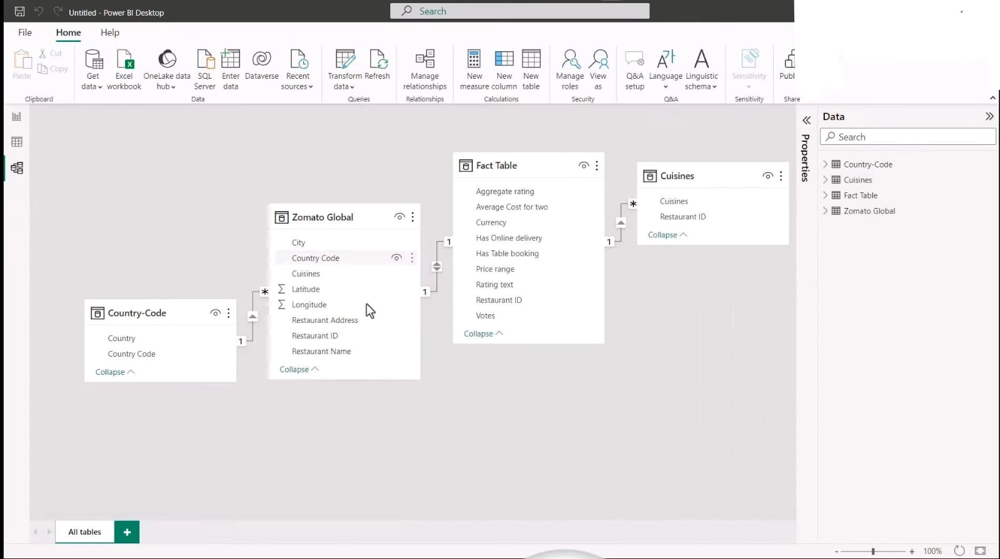 Untitled - Power BI Desktop
Search
File Home Help
Paste
Cut
Copy
Get data
Excel workbook
OneLake data hub
SQL Server
Enter data
Dataverse
Recent sources
Transform data
Refresh
Manage relationships
New measure
New column
New table
Manage roles
View as
Q&A setup
Language
Linguistic schema
Sensitivity
Publ
Clipboard
Data
Queries
Relationships
Calculations
Security
Q&A
Sensitivity
Share
Country-Code
Country
Country Code
Collapse
1
*
Zomato Global
City
Country Code
Cuisines
Σ Latitude
Σ Longitude
Restaurant Address
Restaurant ID
Restaurant Name
Collapse
1
1
Fact Table
Aggregate rating
Average Cost for two
Currency
Has Online delivery
Has Table booking
Price range
Rating text
Restaurant ID
Votes
Collapse
1
*
Cuisines
Cuisines
Restaurant ID
Collapse
Properties
Data
Search
Country-Code
Cuisines
Fact Table
Zomato Global
All tables
+
- + 100%